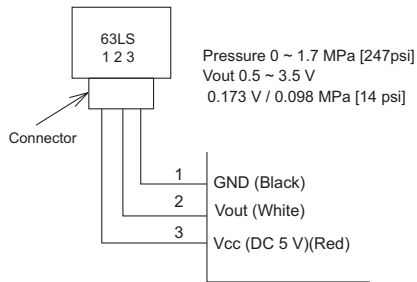 63LS
1 2 3
Pressure 0 ~ 1.7 MPa [247psi]
Vout 0.5 ~ 3.5 V
0.173 V / 0.098 MPa [14 psi]
Connector
1
GND (Black)
2
Vout (White)
3
Vcc (DC 5 V)(Red)